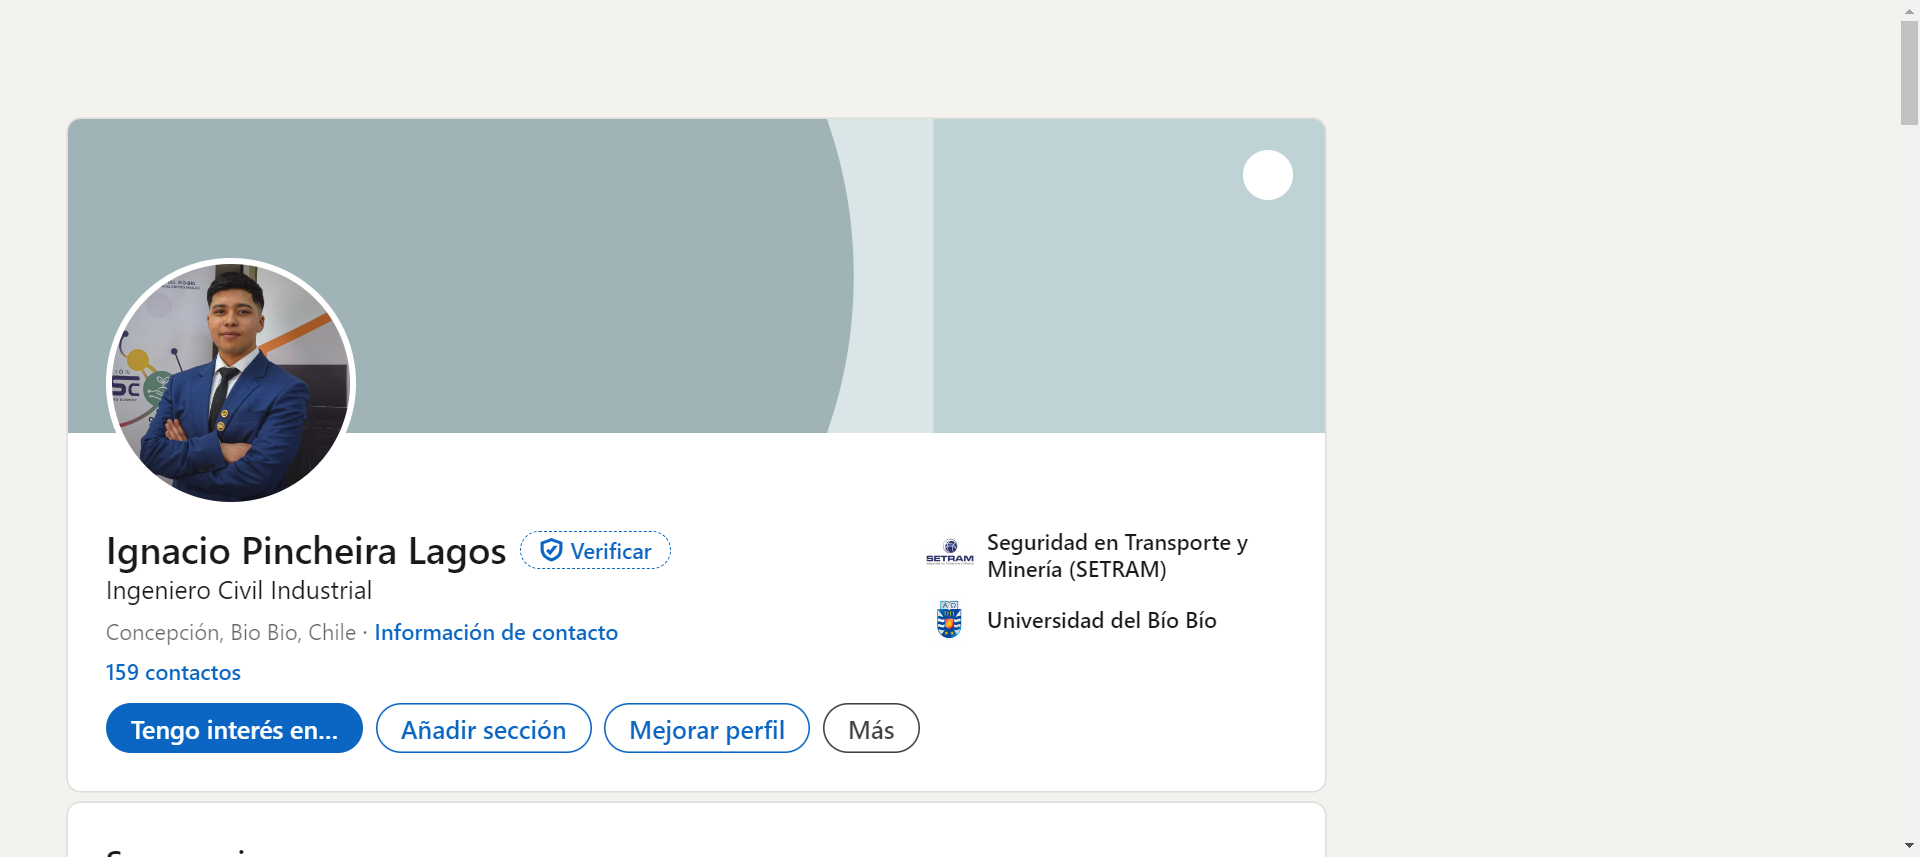 Ignacio Pincheira Lagos
Verificar
Ingeniero Civil Industrial
Concepción, Bio Bio, Chile · Información de contacto
159 contactos
Tengo interés en...
Añadir sección
Mejorar perfil
Más
SETRAM
Seguridad en Transporte y
Minería (SETRAM)
Universidad del Bío Bío